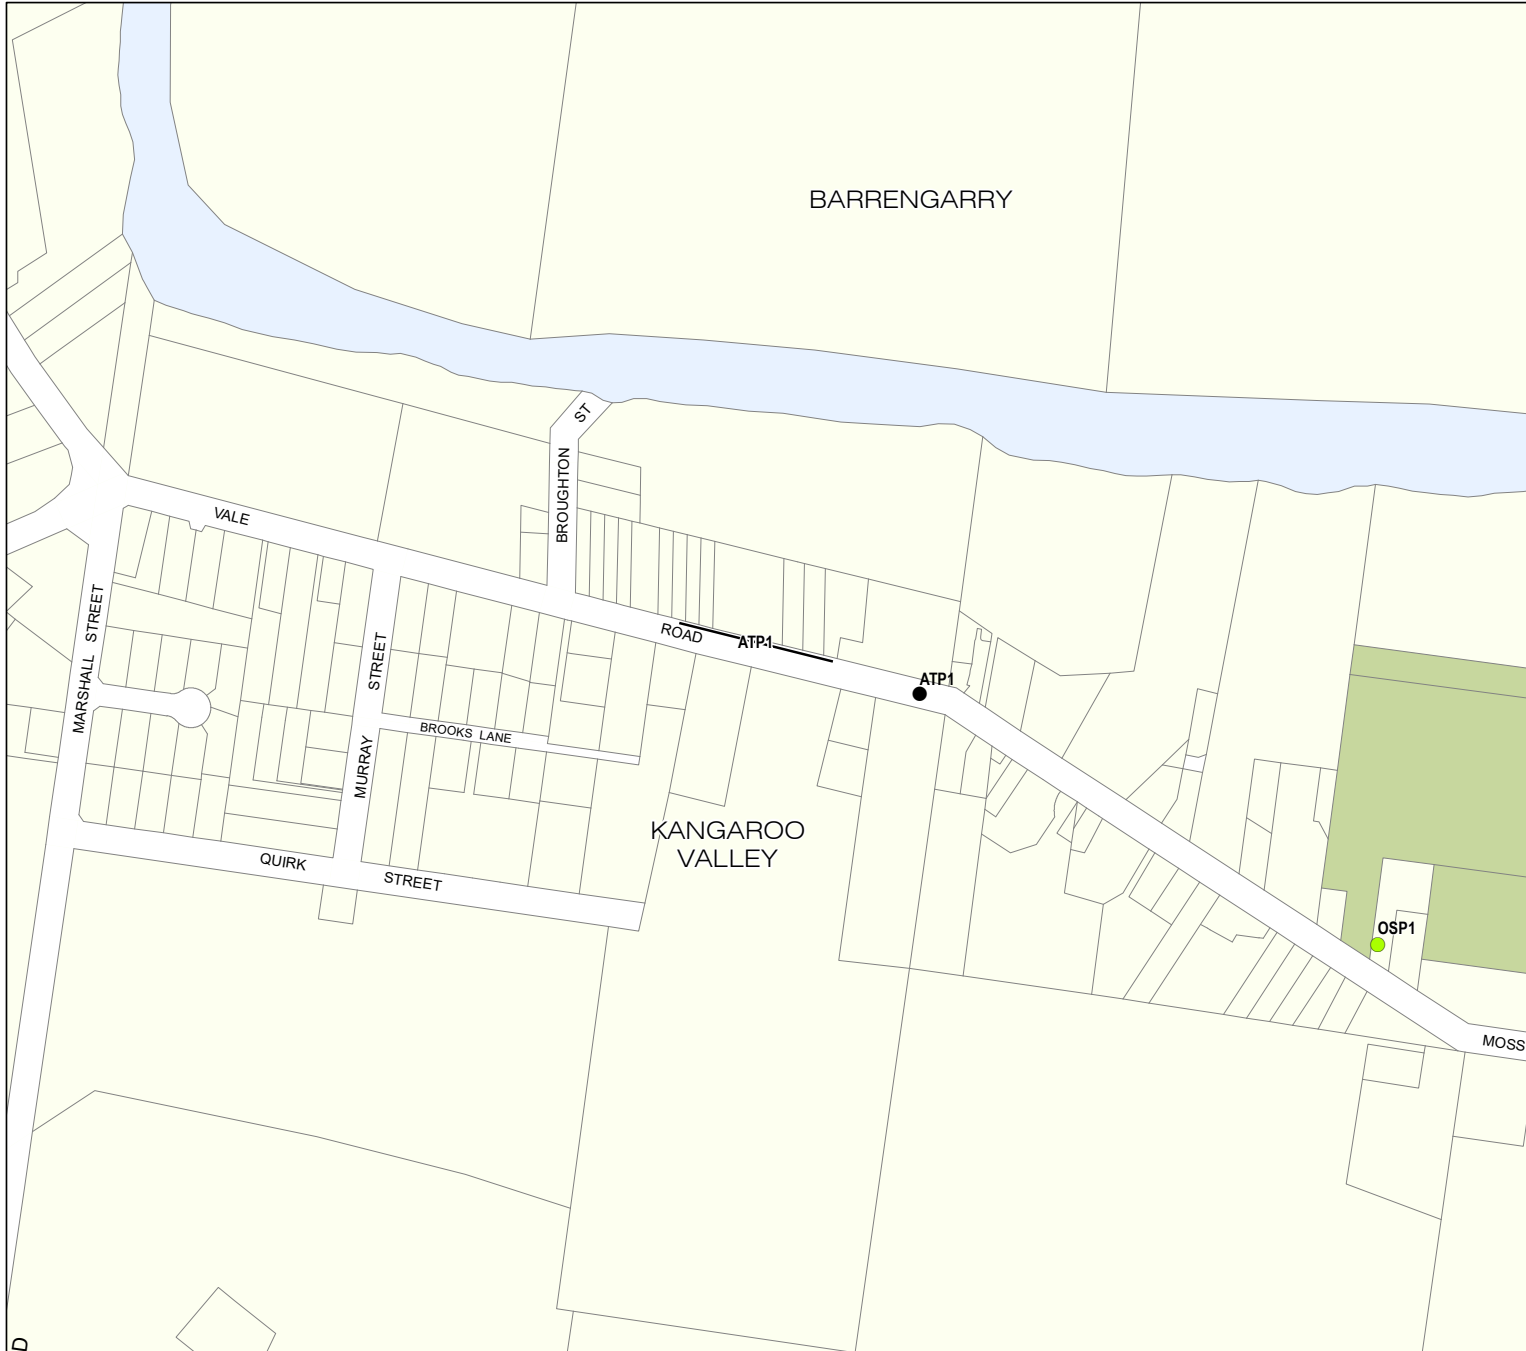 BARRENGARRY
ST
BROUGHTON
VALE
MARSHALL STREET
STREET
ROAD
ATP1
ATP1
BROOKS LANE
MURRAY
KANGAROO
VALLEY
QUIRK
STREET
OSP1
MOSS
D